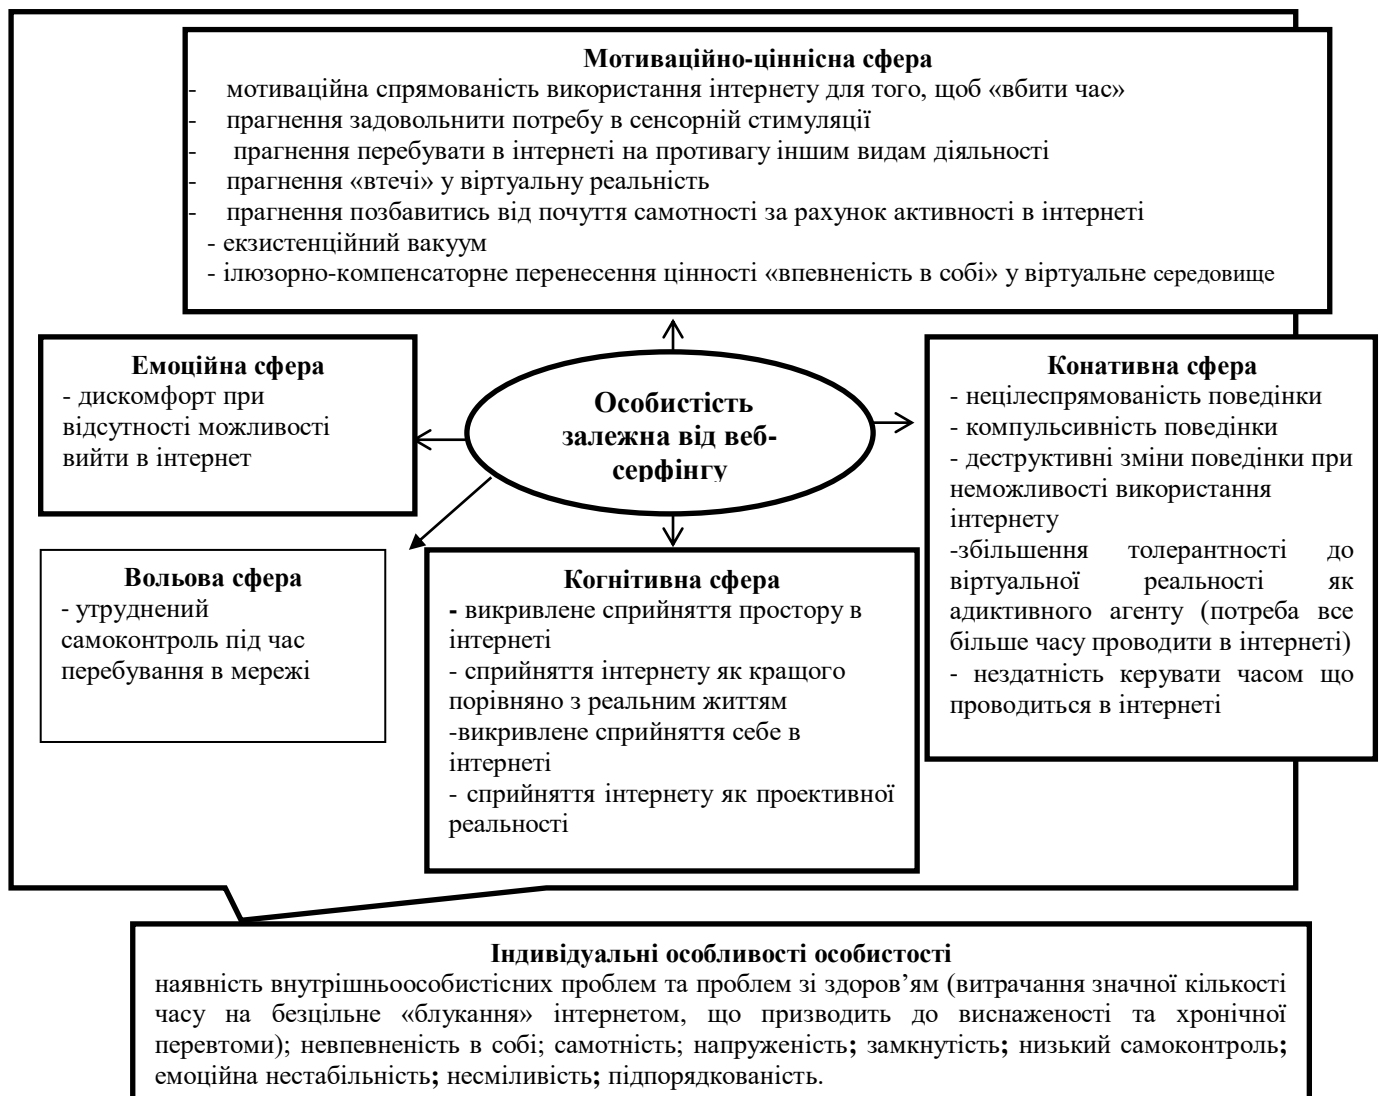 Мотиваційно-ціннісна сфера
- мотиваційна спрямованість використання інтернету для того, щоб «вбити час»
- прагнення задовольнити потребу в сенсорній стимуляції
- прагнення перебувати в інтернеті на противагу іншим видам діяльності
- прагнення «втечі» у віртуальну реальність
- прагнення позбавитись від почуття самотності за рахунок активності в інтернеті
- екзистенційний вакуум
- ілюзорно-компенсаторне перенесення цінності «впевненість в собі» у віртуальне середовище
Емоційна сфера
- дискомфорт при
відсутності можливості
вийти в інтернет
Особистість
залежна від веб-
серфінгу
Конативна сфера
- нецілеспрямованість поведінки
- компульсивність поведінки
- деструктивні зміни поведінки при
неможливості використання
інтернету
-збільшення толерантності до
віртуальної реальності як
адиктивного агенту (потреба все
більше часу проводити в інтернеті)
- нездатність керувати часом що
проводиться в інтернеті
Вольова сфера
- утруднений
самоконтроль під час
перебування в мережі
Когнітивна сфера
- викривлене сприйняття простору в
інтернеті
- сприйняття інтернету як кращого
порівняно з реальним життям
-викривлене сприйняття себе в
інтернеті
- сприйняття інтернету як проективної
реальності
Індивідуальні особливості особистості
наявність внутрішньоособистісних проблем та проблем зі здоров’ям (витрачання значної кількості
часу на безцільне «блукання» інтернетом, що призводить до виснаженості та хронічної
перевтоми); невпевненість в собі; самотність; напруженість; замкнутість; низький самоконтроль;
емоційна нестабільність; несміливість; підпорядкованість.